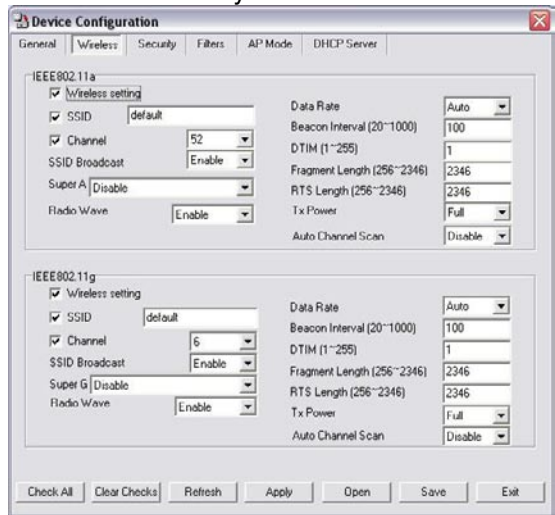 Device Configuration
General Wireless Security Filters AP Mode DHCP Server
IEEE802.11a
Wireless setting
SSID default
Channel 52
SSID Broadcast Enable
Super A Disable
Radio Wave Enable
Data Rate Auto
Beacon Interval (20~1000) 100
DTIM (1~255) 1
Fragment Length (256~2346) 2346
RTS Length (256~2346) 2346
Tx Power Full
Auto Channel Scan Disable
IEEE802.11g
Wireless setting
SSID default
Channel 6
SSID Broadcast Enable
Super G Disable
Radio Wave Enable
Data Rate Auto
Beacon Interval (20~1000) 100
DTIM (1~255) 1
Fragment Length (256~2346) 2346
RTS Length (256~2346) 2346
Tx Power Full
Auto Channel Scan Disable
Check All Clear Checks Refresh Apply Open Save Exit